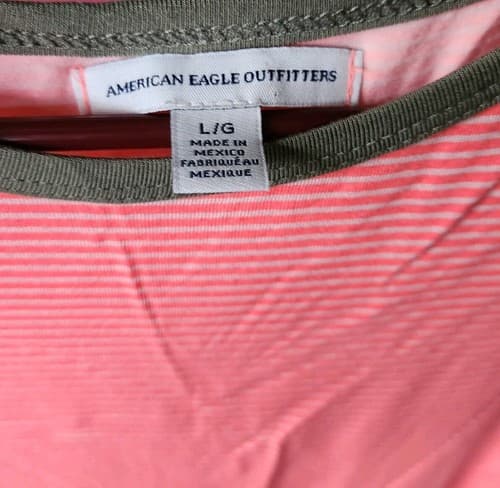 AMERICAN EAGLE OUTFITTERS
L/G
MADE IN
MEXICO
FABRIQUÉ AU
MEXIQUE